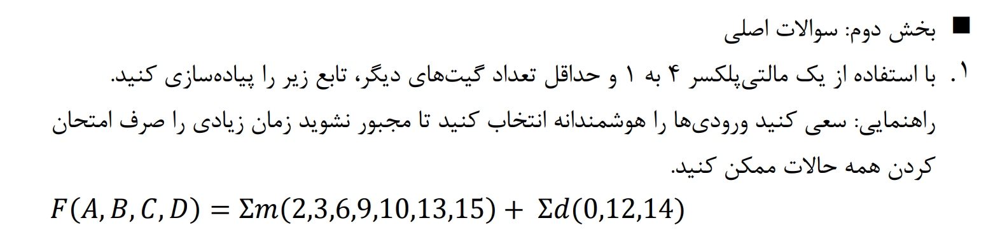 ■ بخش دوم: سوالات اصلی
۱. با استفاده از یک مالتی‌پلکسر ۴ به ۱ و حداقل تعداد گیت‌های دیگر، تابع زیر را پیاده‌سازی کنید.
راهنمایی: سعی کنید ورودی‌ها را هوشمندانه انتخاب کنید تا مجبور نشوید زمان زیادی را صرف امتحان
کردن همه حالات ممکن کنید.
F(A, B, C, D) = Σm(2,3,6,9,10,13,15) + Σd(0,12,14)